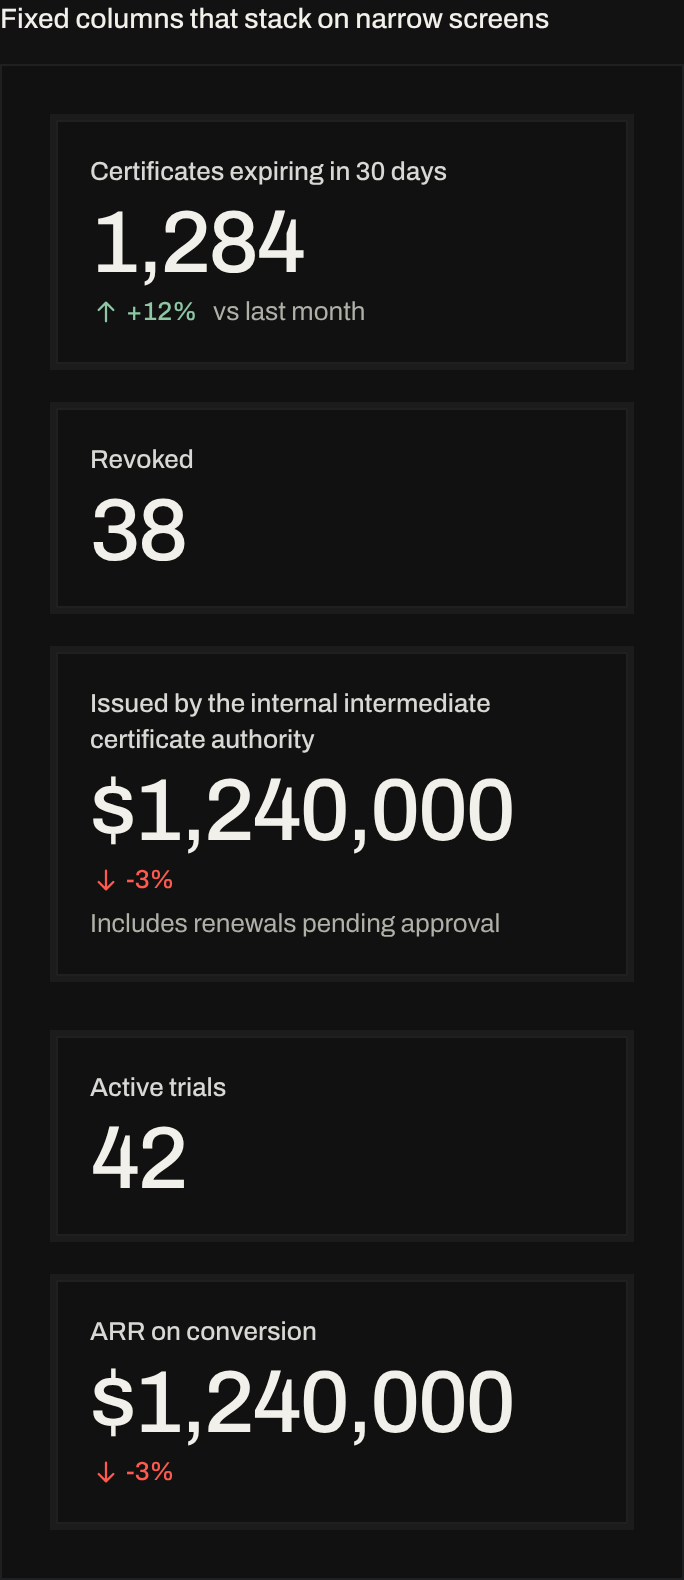 Fixed columns that stack on narrow screens
Certificates expiring in 30 days
1,284
↑ +12% vs last month
Revoked
38
Issued by the internal intermediate
certificate authority
$1,240,000
↓ -3%
Includes renewals pending approval
Active trials
42
ARR on conversion
$1,240,000
↓ -3%